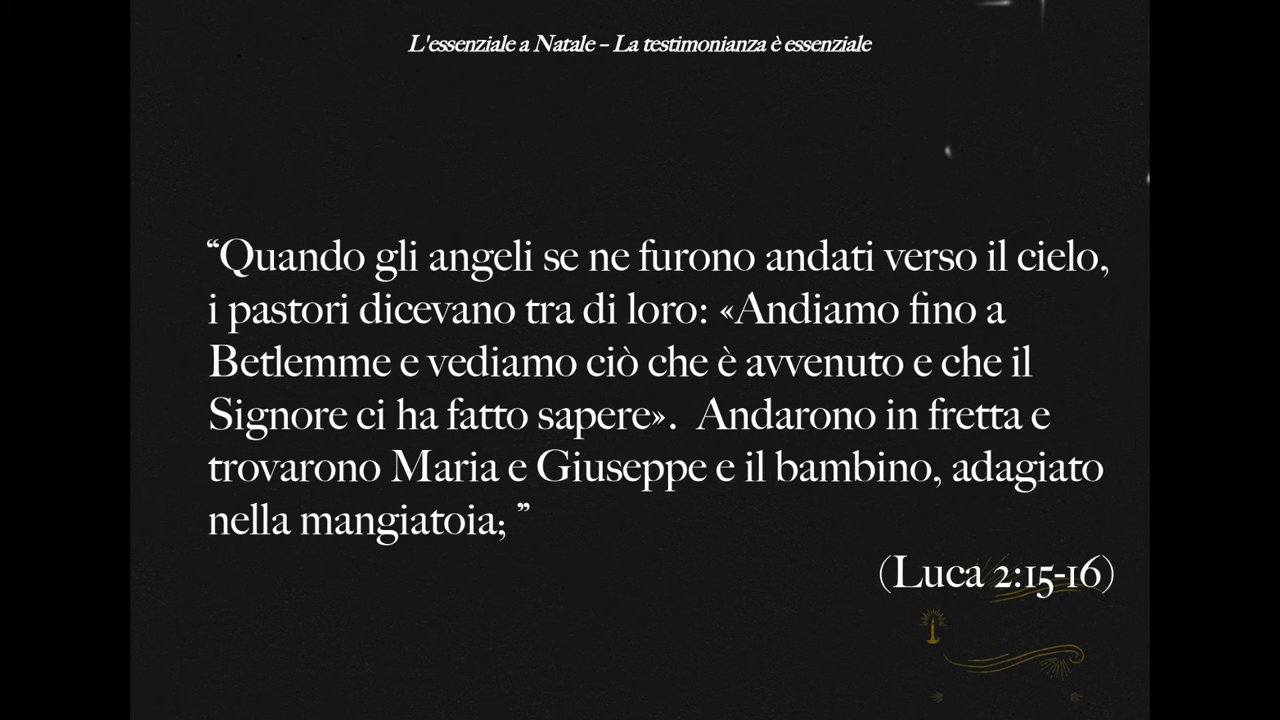 L'essenziale a Natale – La testimonianza è essenziale
“Quando gli angeli se ne furono andati verso il cielo,
i pastori dicevano tra di loro: «Andiamo fino a
Betlemme e vediamo ciò che è avvenuto e che il
Signore ci ha fatto sapere».  Andarono in fretta e
trovarono Maria e Giuseppe e il bambino, adagiato
nella mangiatoia; ”
(Luca 2:15-16)